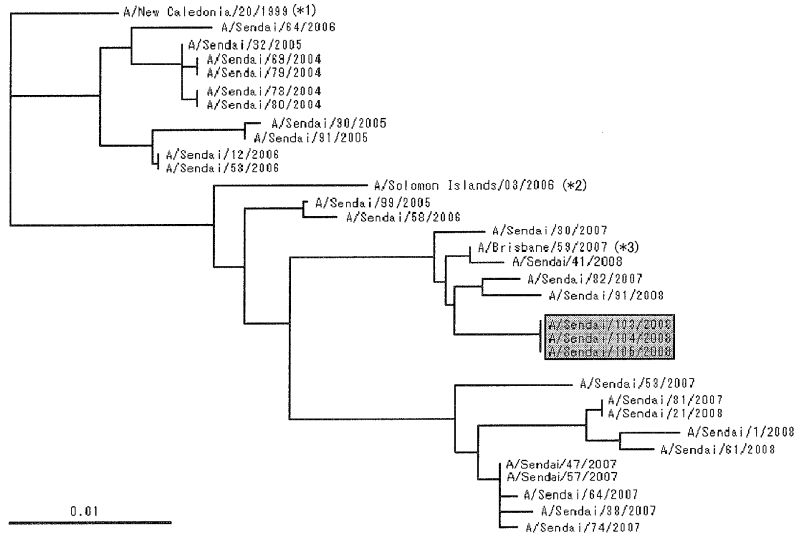 A/New Caledonia/20/1999 (*1)
A/Sendai/64/2006
A/Sendai/32/2005
A/Sendai/68/2004
A/Sendai/79/2004
A/Sendai/78/2004
A/Sendai/80/2004
A/Sendai/90/2005
A/Sendai/91/2005
A/Sendai/12/2006
A/Sendai/53/2006
A/Solomon Islands/03/2006 (*2)
A/Sendai/99/2005
A/Sendai/58/2006
A/Sendai/30/2007
A/Brisbane/59/2007 (*3)
A/Sendai/41/2008
A/Sendai/82/2007
A/Sendai/91/2008
A/Sendai/103/2008
A/Sendai/104/2008
A/Sendai/105/2008
A/Sendai/53/2007
A/Sendai/81/2007
A/Sendai/21/2008
A/Sendai/1/2008
A/Sendai/61/2008
A/Sendai/47/2007
A/Sendai/57/2007
A/Sendai/64/2007
A/Sendai/38/2007
A/Sendai/74/2007
0.01